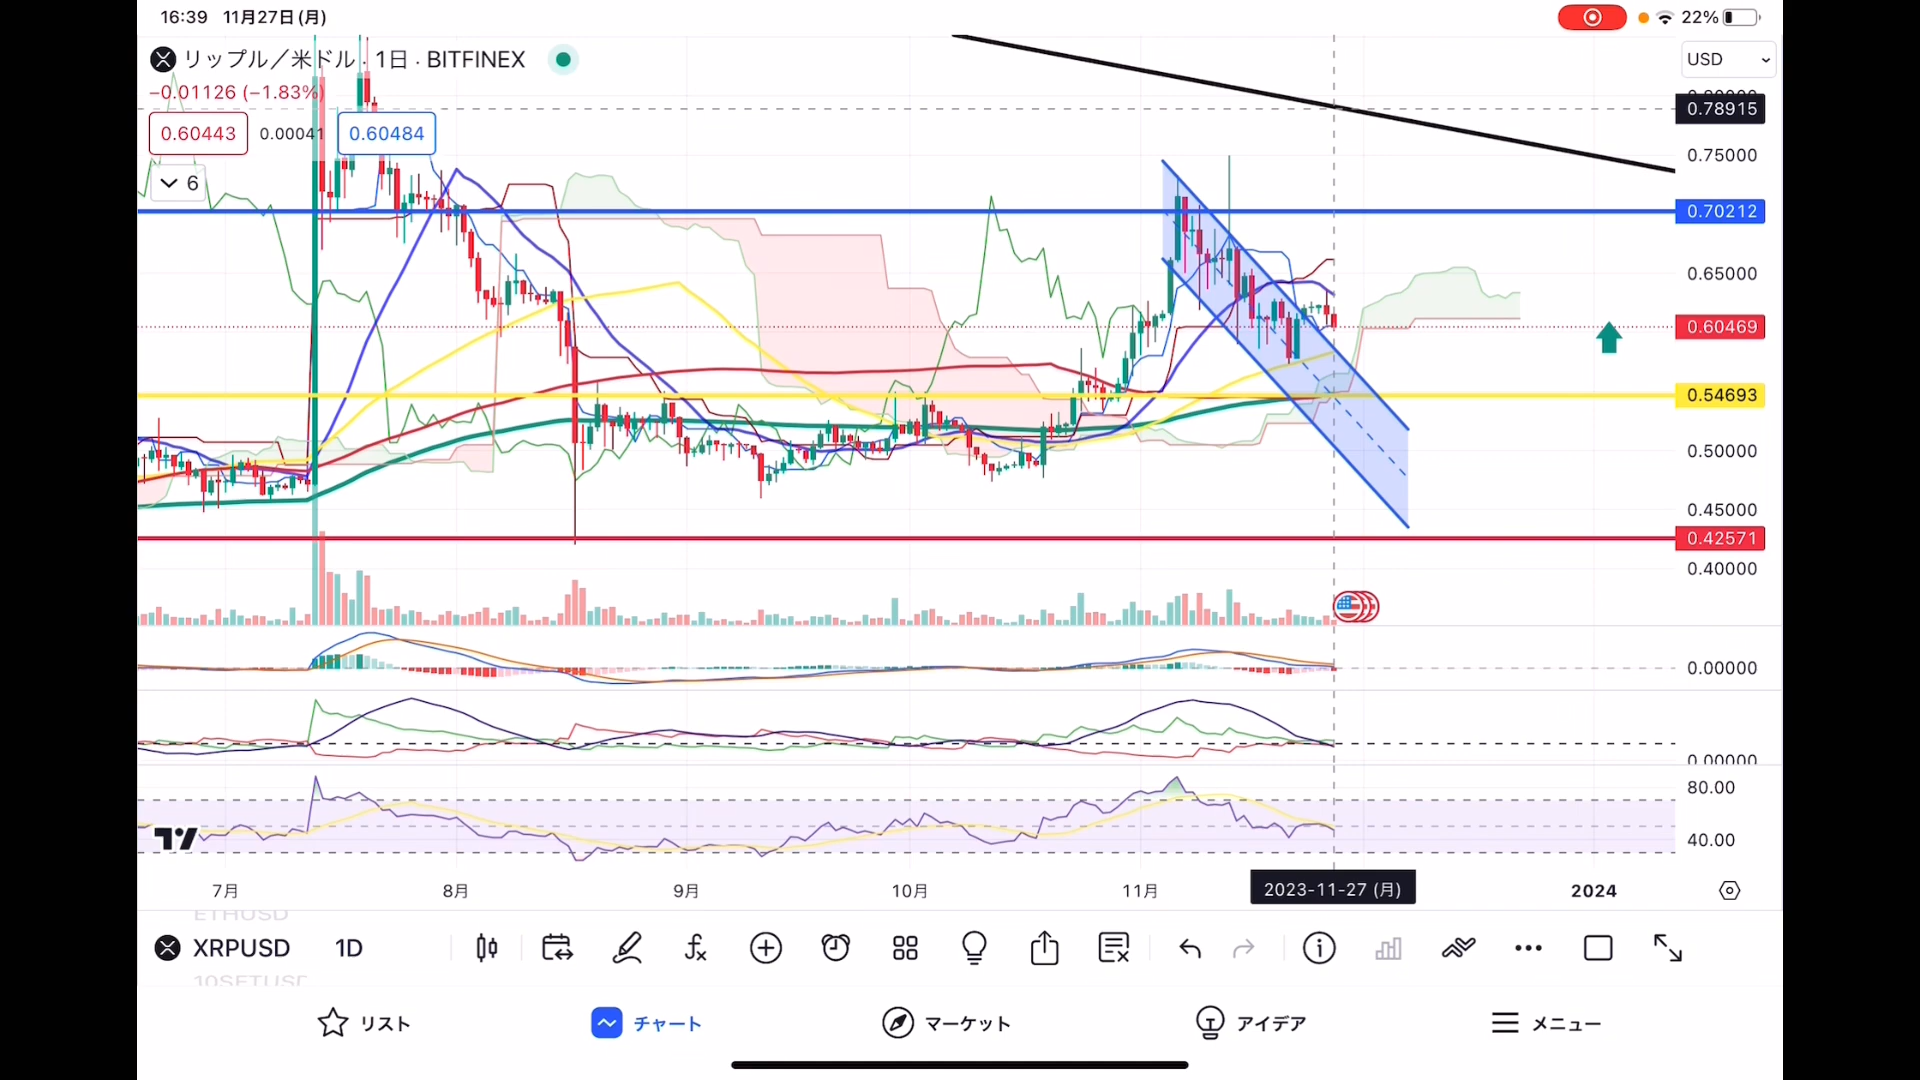 16:39 11月27日(月)
22%
リップル／米ドル · 1日 · BITFINEX
USD
−0.01126 (−1.83%)
0.78915
0.60443 0.00041 0.60484
0.75000
6
0.70212
0.65000
0.60469
0.54693
0.50000
0.45000
0.42571
0.40000
0.00000
0.00000
80.00
40.00
7月 8月 9月 10月 11月 2023-11-27 (月) 2024
ETHUSD
XRPUSD 1D
10SETUSD
リスト チャート マーケット アイデア メニュー